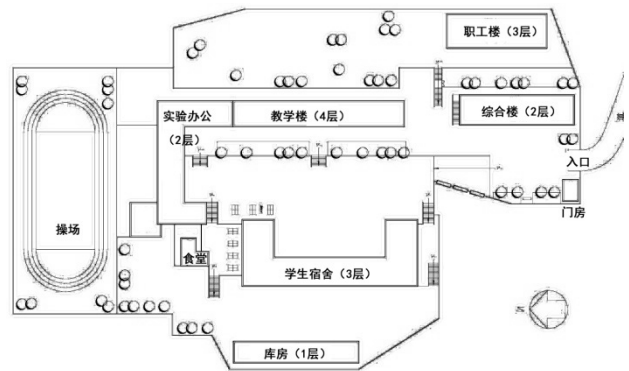 职工楼（3层）
实验办公
（2层）
教学楼（4层）
综合楼（2层）
入口
门房
操场
食堂
学生宿舍（3层）
库房（1层）